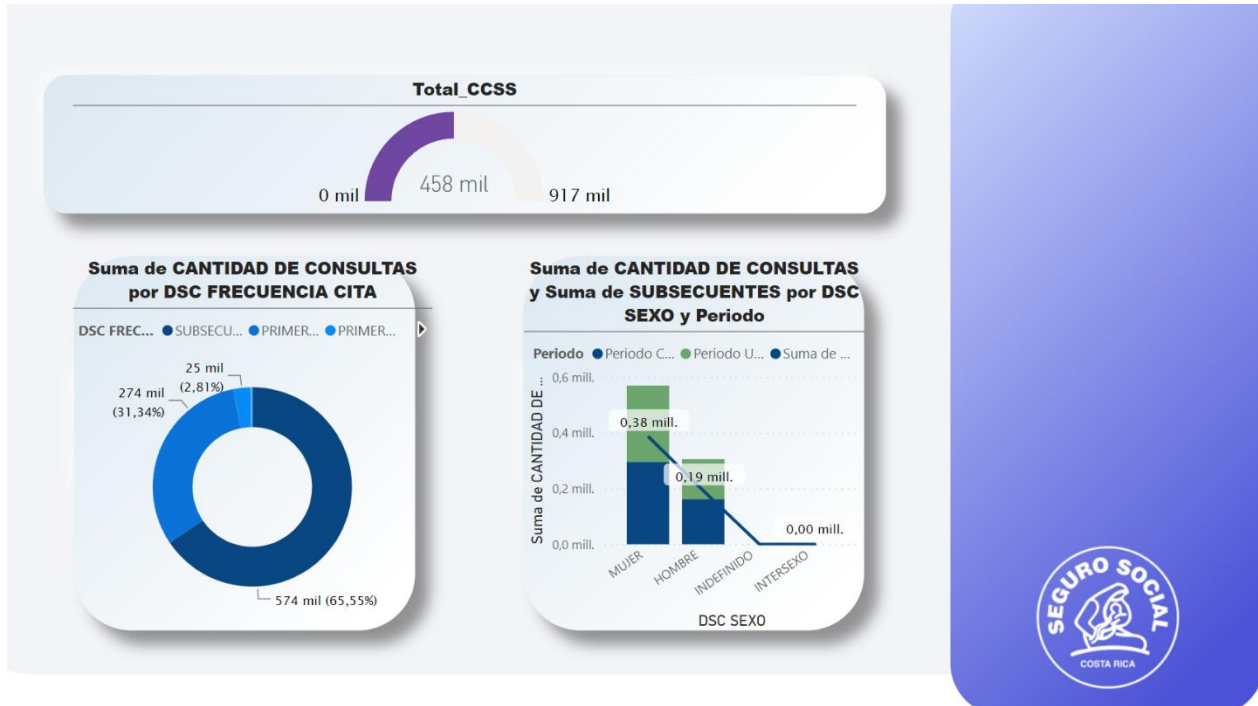 Total_CCSS
0 mil
458 mil
917 mil
Suma de CANTIDAD DE CONSULTAS
por DSC FRECUENCIA CITA
DSC FREC... SUBSECU... PRIMER... PRIMER...
25 mil
(2,81%)
274 mil
(31,34%)
574 mil (65,55%)
Suma de CANTIDAD DE CONSULTAS
y Suma de SUBSECUENTES por DSC
SEXO y Periodo
Periodo Periodo C... Periodo U... Suma de ...
Suma de CANTIDAD DE ...
0,6 mill.
0,4 mill.
0,2 mill.
0,0 mill.
0,38 mill.
0,19 mill.
0,00 mill.
MUJER
HOMBRE
INDEFINIDO
INTERSEXO
DSC SEXO
SEGURO SOCIAL
COSTA RICA